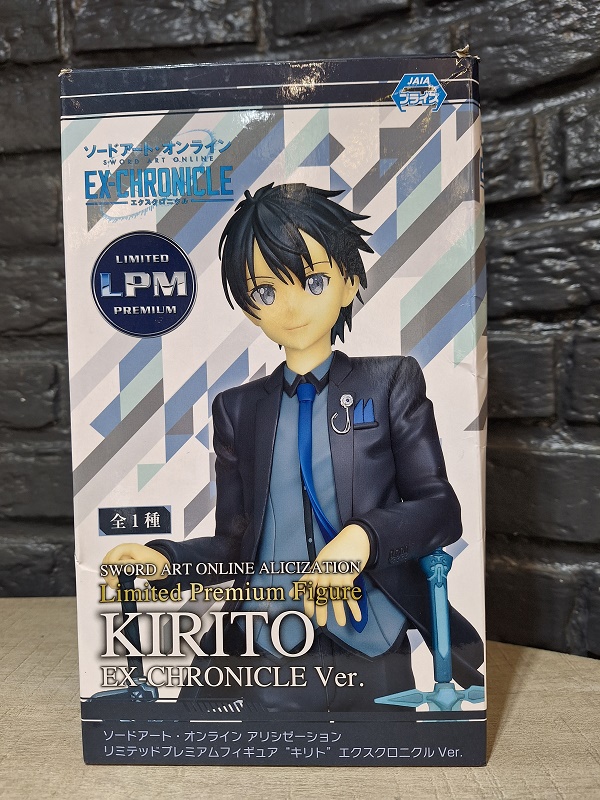 JAIA
プライズ
ソードアート・オンライン
SWORD ART ONLINE
EX-CHRONICLE
エクスクロニクル
LIMITED
LPM
PREMIUM
全1種
SWORD ART ONLINE ALICIZATION
Limited Premium Figure
KIRITO
EX-CHRONICLE Ver.
ソードアート・オンライン アリシゼーション
リミテッドプレミアムフィギュア“キリト”エクスクロニクルVer.